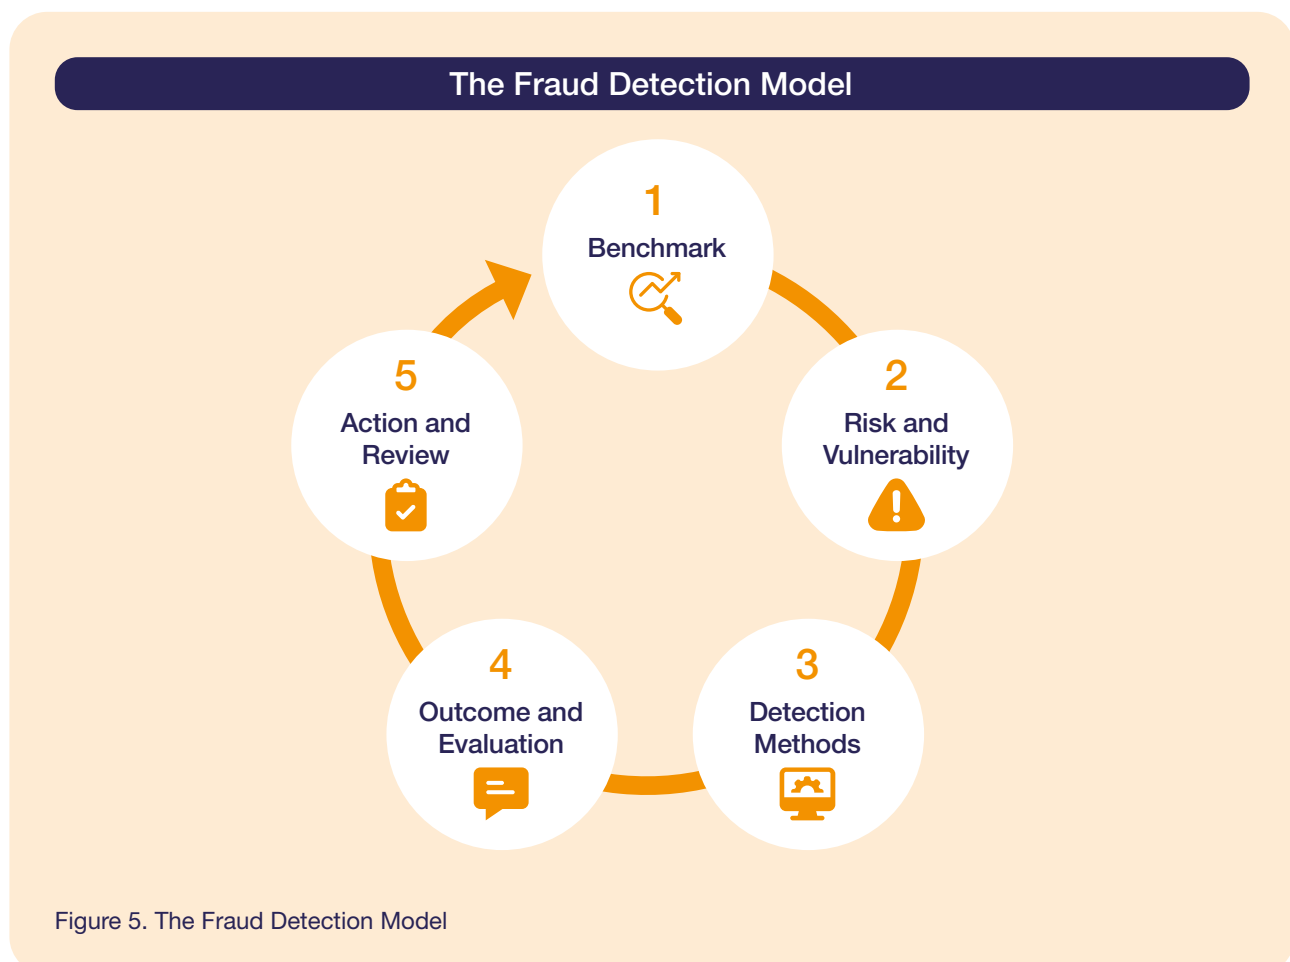 The Fraud Detection Model
1
Benchmark
2
Risk and
Vulnerability
3
Detection
Methods
4
Outcome and
Evaluation
5
Action and
Review
Figure 5. The Fraud Detection Model